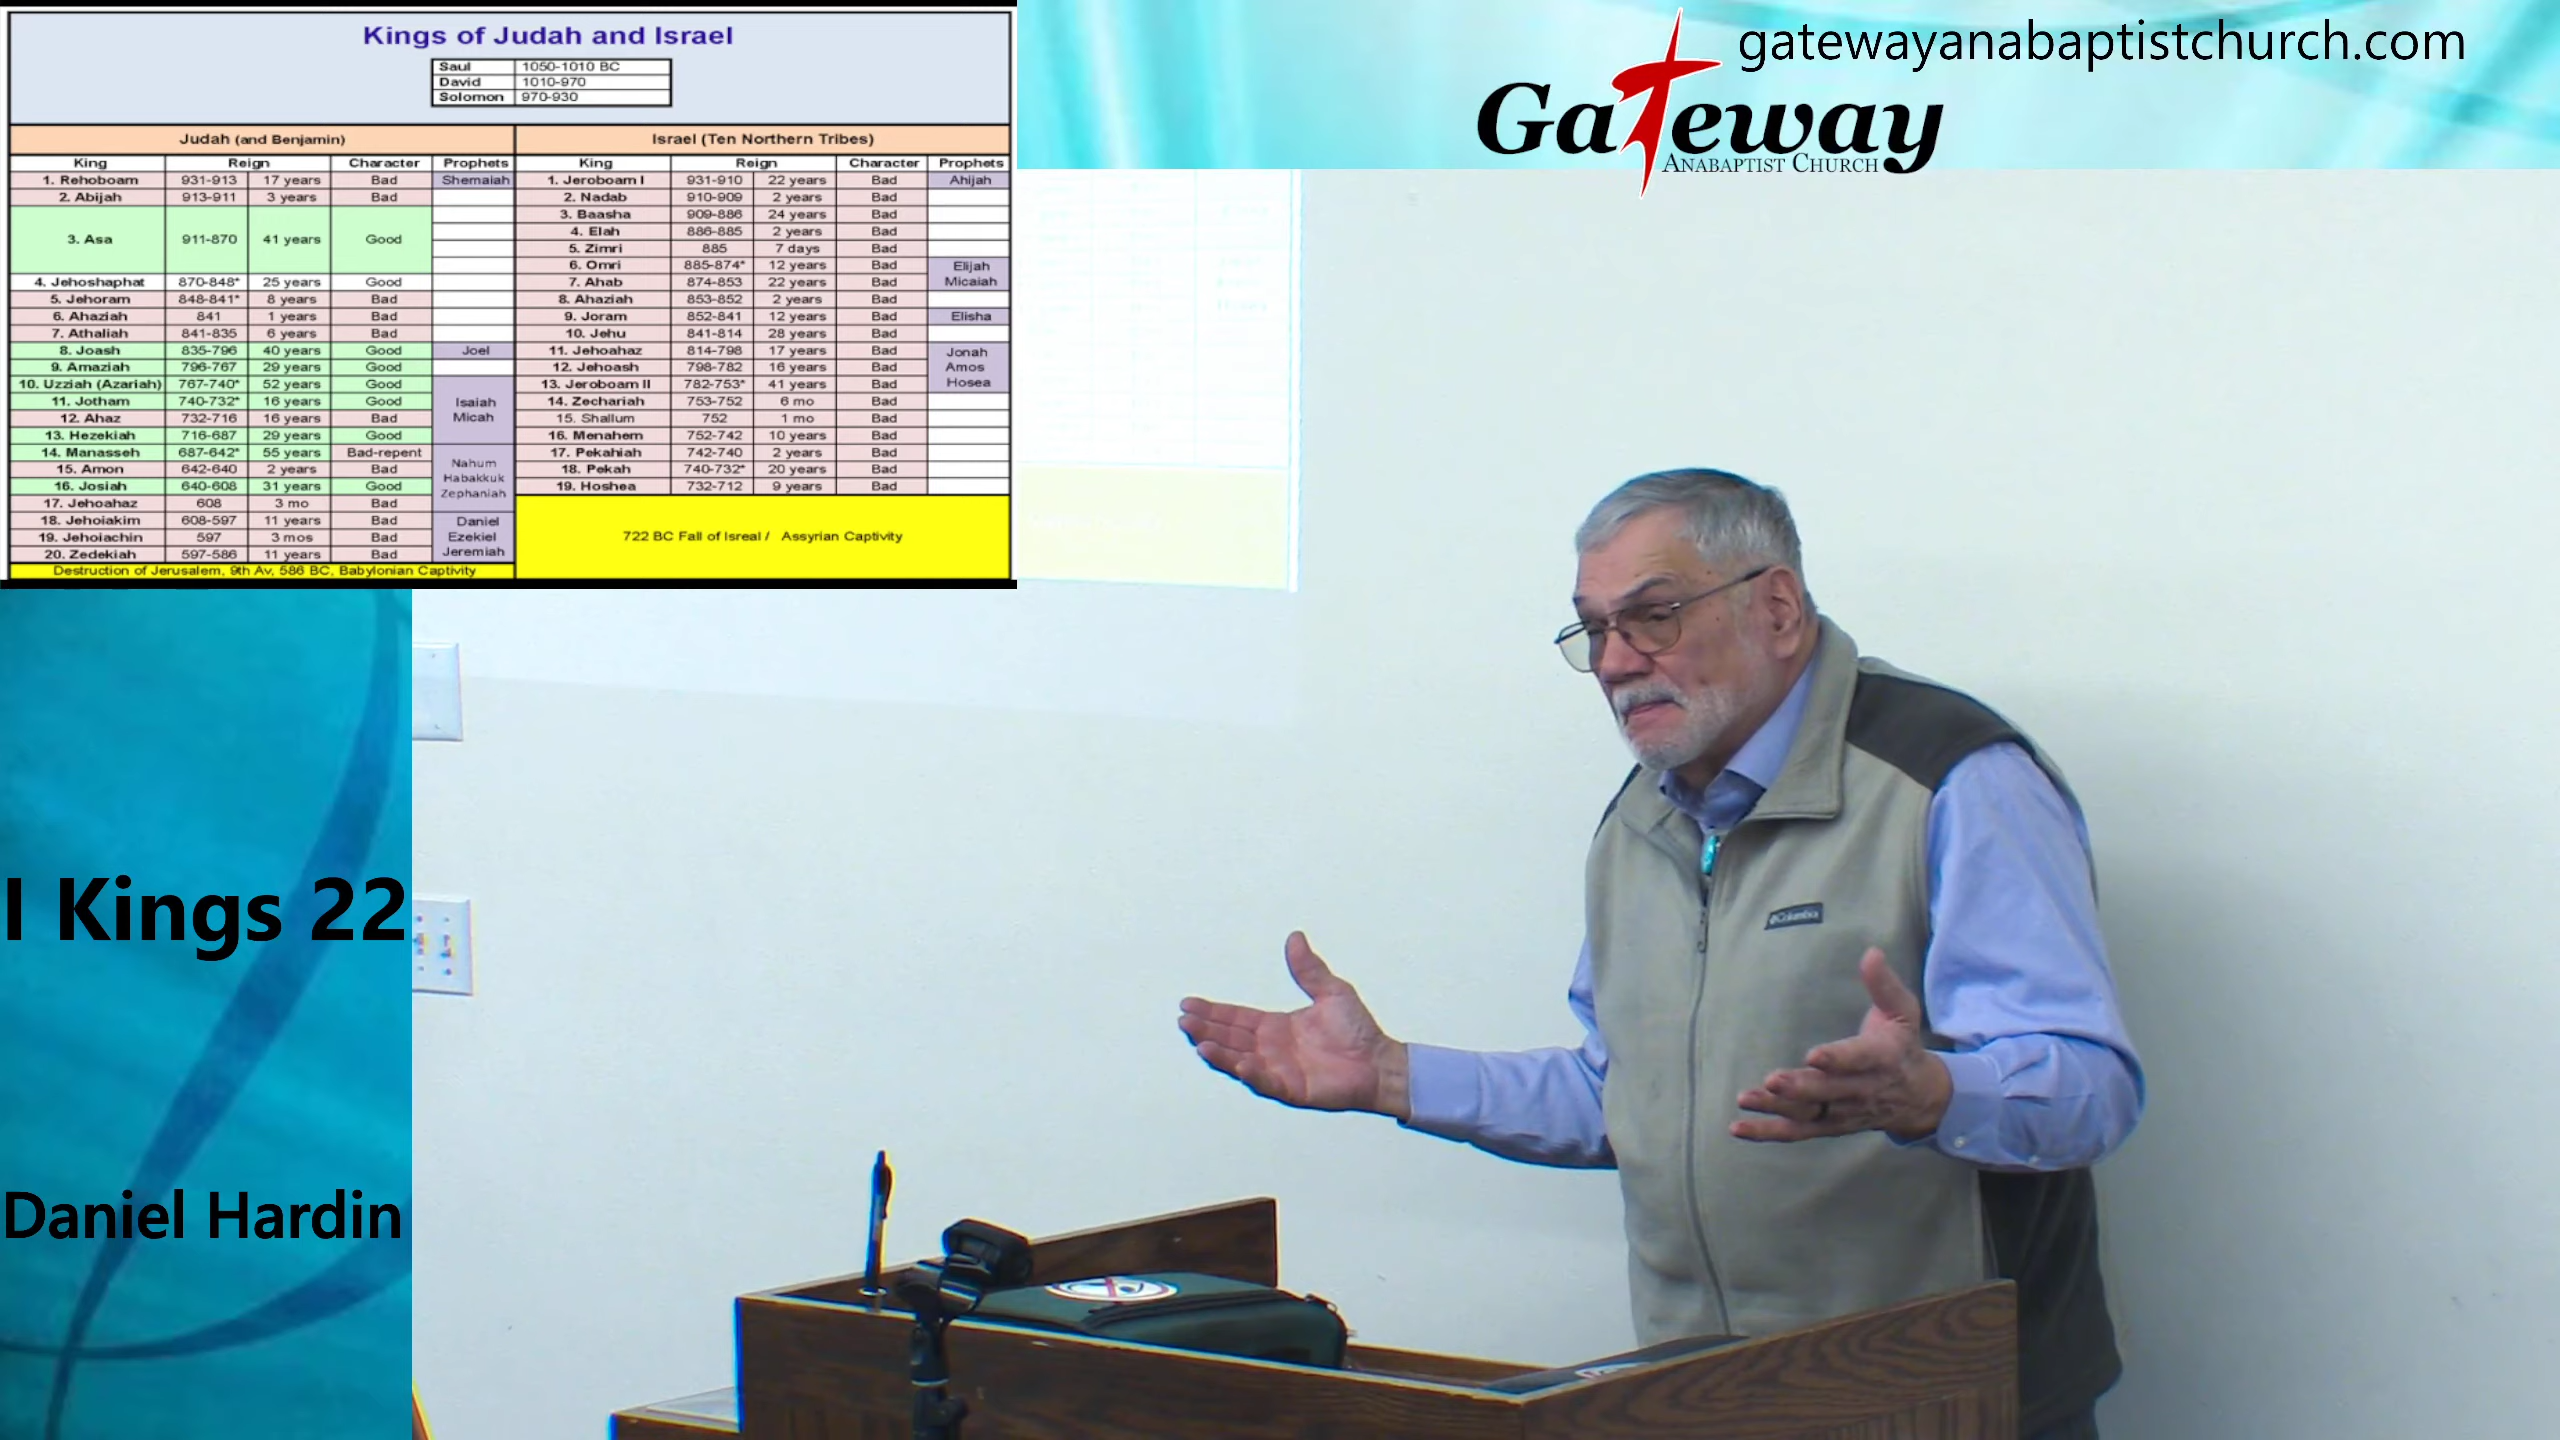 Kings of Judah and Israel
Saul 1050-1010 BC
David 1010-970
Solomon 970-930
Judah (and Benjamin) Israel (Ten Northern Tribes)
King Reign Character Prophets King Reign Character Prophets
1. Rehoboam 931-913 17 years Bad Shemaiah 1. Jeroboam I 931-910 22 years Bad Ahijah
2. Abijah 913-911 3 years Bad 2. Nadab 910-909 2 years Bad
3. Baasha 909-886 24 years Bad
3. Asa 911-870 41 years Good 4. Elah 886-885 2 years Bad
5. Zimri 885 7 days Bad
6. Omri 885-874* 12 years Bad Elijah
4. Jehoshaphat 870-848* 25 years Good 7. Ahab 874-853 22 years Bad Micaiah
5. Jehoram 848-841* 8 years Bad 8. Ahaziah 853-852 2 years Bad
6. Ahaziah 841 1 years Bad 9. Joram 852-841 12 years Bad Elisha
7. Athaliah 841-835 6 years Bad 10. Jehu 841-814 28 years Bad
8. Joash 835-796 40 years Good Joel 11. Jehoahaz 814-798 17 years Bad Jonah
9. Amaziah 796-767 29 years Good 12. Jehoash 798-782 16 years Bad Amos
10. Uzziah (Azariah) 767-740* 52 years Good 13. Jeroboam II 782-753* 41 years Bad Hosea
11. Jotham 740-732* 16 years Good Isaiah 14. Zechariah 753-752 6 mo Bad
12. Ahaz 732-716 16 years Bad Micah 15. Shallum 752 1 mo Bad
13. Hezekiah 716-687 29 years Good 16. Menahem 752-742 10 years Bad
14. Manasseh 687-642* 55 years Bad-repent Nahum 17. Pekahiah 742-740 2 years Bad
15. Amon 642-640 2 years Bad Habakkuk 18. Pekah 740-732* 20 years Bad
16. Josiah 640-608 31 years Good Zephaniah 19. Hoshea 732-712 9 years Bad
17. Jehoahaz 608 3 mo Bad
18. Jehoiakim 608-597 11 years Bad Daniel
19. Jehoiachin 597 3 mos Bad Ezekiel 722 BC Fall of Isreal / Assyrian Captivity
20. Zedekiah 597-586 11 years Bad Jeremiah
Destruction of Jerusalem, 9th Av, 586 BC, Babylonian Captivity
gatewayanabaptistchurch.com
Gateway
ANABAPTIST CHURCH
Columbia
I Kings 22
Daniel Hardin